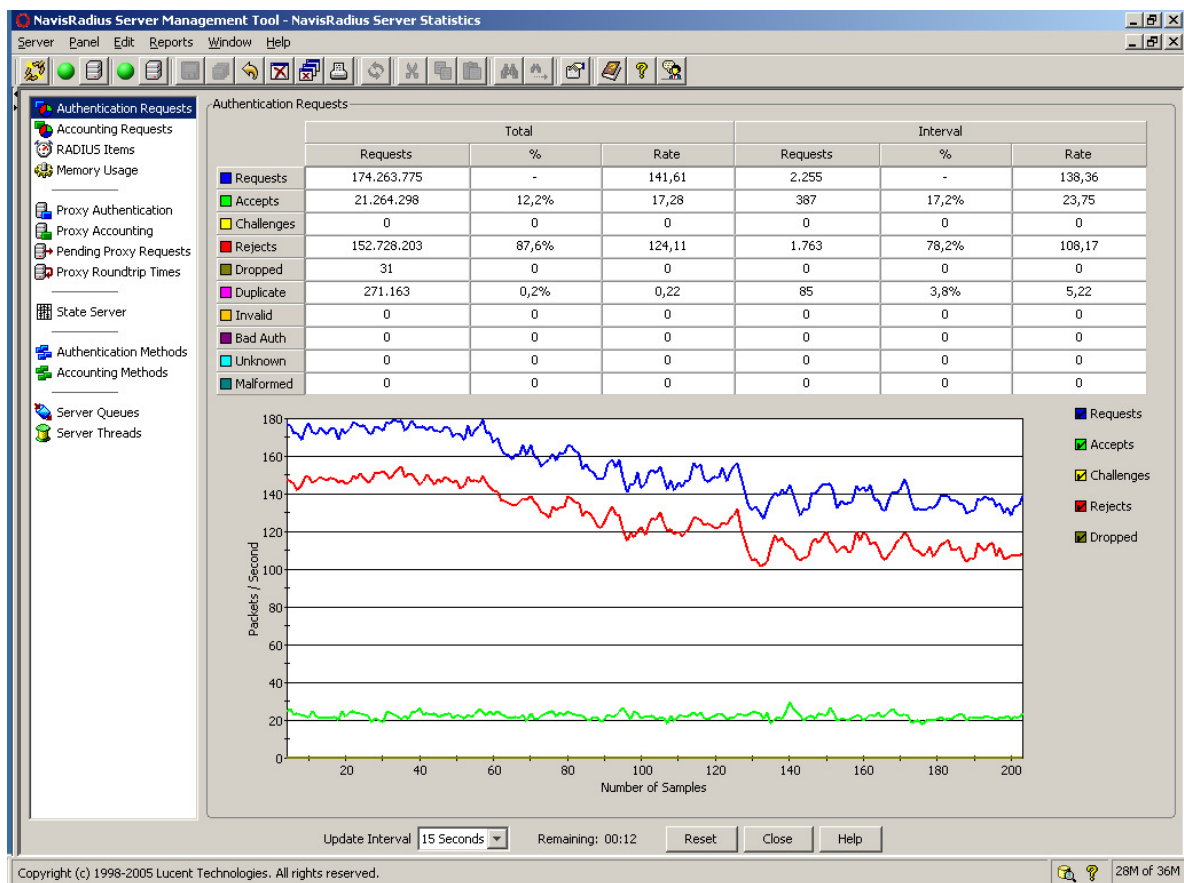 NavisRadius Server Management Tool - NavisRadius Server Statistics
Server Panel Edit Reports Window Help
Authentication Requests
Accounting Requests
RADIUS Items
Memory Usage
Proxy Authentication
Proxy Accounting
Pending Proxy Requests
Proxy Roundtrip Times
State Server
Authentication Methods
Accounting Methods
Server Queues
Server Threads
Authentication Requests
Total Interval
Requests % Rate Requests % Rate
Requests 174.263.775 - 141,61 2.255 - 138,36
Accepts 21.264.298 12,2% 17,28 387 17,2% 23,75
Challenges 0 0 0 0 0 0
Rejects 152.728.203 87,6% 124,11 1.763 78,2% 108,17
Dropped 31 0 0 0 0 0
Duplicate 271.163 0,2% 0,22 85 3,8% 5,22
Invalid 0 0 0 0 0 0
Bad Auth 0 0 0 0 0 0
Unknown 0 0 0 0 0 0
Malformed 0 0 0 0 0 0
180
160
140
120
100
80
60
40
20
0
Packets / Second
20 40 60 80 100 120 140 160 180 200
Number of Samples
Requests
Accepts
Challenges
Rejects
Dropped
Update Interval 15 Seconds Remaining: 00:12 Reset Close Help
Copyright (c) 1998-2005 Lucent Technologies. All rights reserved. 28M of 36M